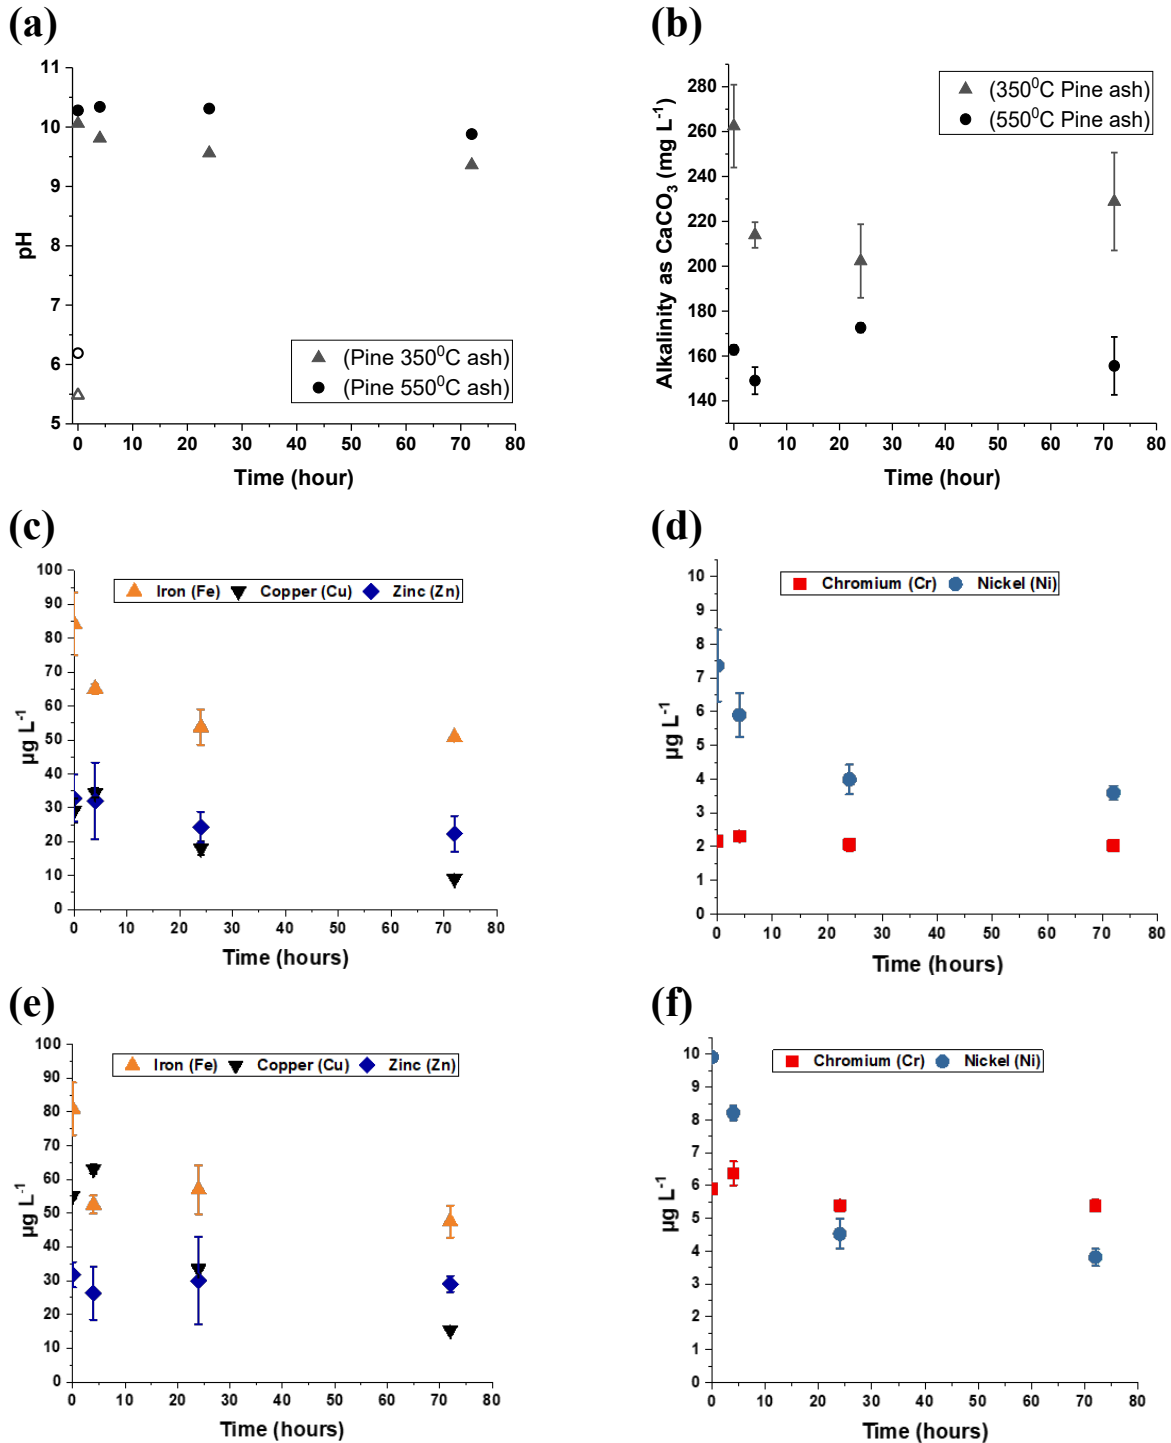 (a)
11
10
9
8
7
6
5
pH
(Pine 350⁰C ash)
(Pine 550⁰C ash)
0 10 20 30 40 50 60 70 80
Time (hour)
(b)
280
260
240
220
200
180
160
140
Alkalinity as CaCO₃ (mg L⁻¹)
(350⁰C Pine ash)
(550⁰C Pine ash)
0 10 20 30 40 50 60 70 80
Time (hour)
(c)
100
90
80
70
60
50
40
30
20
10
0
µg L⁻¹
Iron (Fe) Copper (Cu) Zinc (Zn)
0 10 20 30 40 50 60 70 80
Time (hours)
(d)
10
9
8
7
6
5
4
3
2
1
0
µg L⁻¹
Chromium (Cr) Nickel (Ni)
0 10 20 30 40 50 60 70 80
Time (hours)
(e)
100
90
80
70
60
50
40
30
20
10
0
µg L⁻¹
Iron (Fe) Copper (Cu) Zinc (Zn)
0 10 20 30 40 50 60 70 80
Time (hours)
(f)
10
9
8
7
6
5
4
3
2
1
0
µg L⁻¹
Chromium (Cr) Nickel (Ni)
0 10 20 30 40 50 60 70 80
Time (hours)